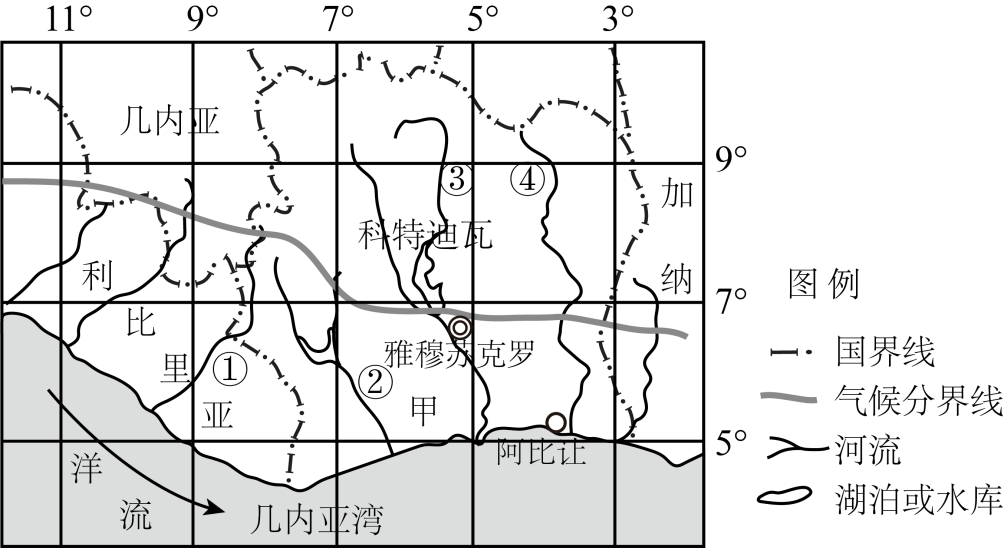 11° 9° 7° 5° 3°
几内亚
9°
③ ④
加
科特迪瓦
利
纳
7°
图例
比
雅穆苏克罗
国界线
里 ① ②
气候分界线
亚 甲
5°
阿比让
河流
洋
湖泊或水库
流
几内亚湾